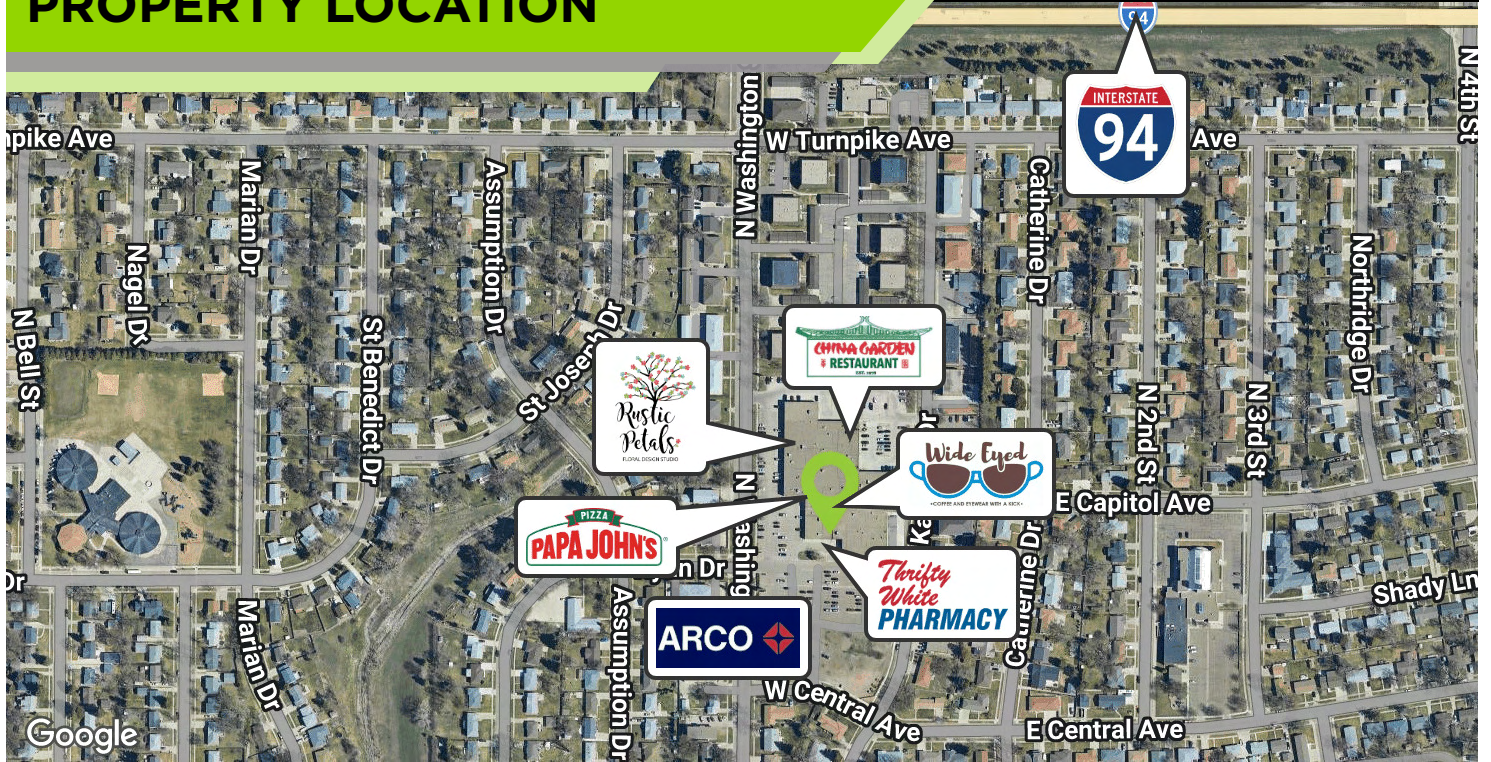 PROPERTY LOCATION
94
INTERSTATE
94
N 4th St
npike Ave
W Turnpike Ave
Ave
N Washington
Marian Dr
Assumption Dr
Catherine Dr
Nagel Dr
Northridge Dr
N Bell St
St Benedict Dr
St Joseph Dr
CHINA GARDEN
RESTAURANT
Rustic
Petals
FLORAL DESIGN STUDIO
N 2nd St
N 3rd St
Wide Eyed
COFFEE AND EYEWEAR WITH A KICK
E Capitol Ave
PIZZA
PAPA JOHN'S
n Dr
Dr
Thrifty
White
PHARMACY
Catherine Dr
Shady Ln
Assumption Dr
Marian Dr
ARCO
W Central Ave
E Central Ave
Google